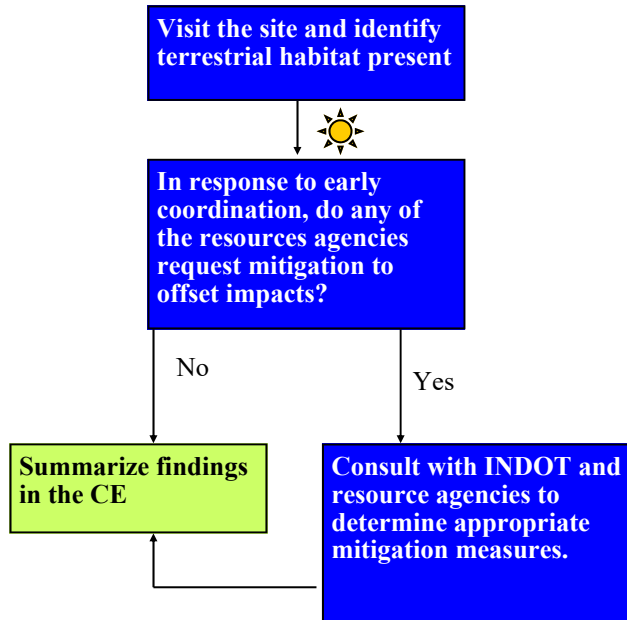 Visit the site and identify
terrestrial habitat present
In response to early
coordination, do any of
the resources agencies
request mitigation to
offset impacts?
No
Yes
Summarize findings
in the CE
Consult with INDOT and
resource agencies to
determine appropriate
mitigation measures.